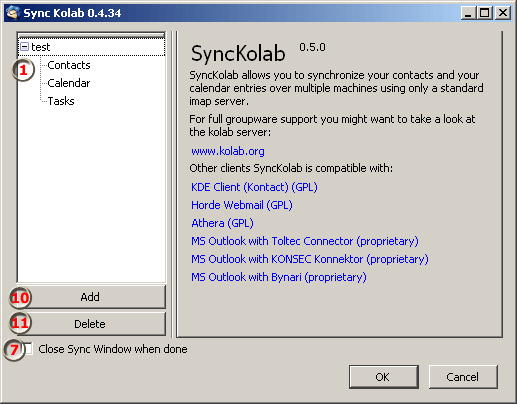 Sync Kolab 0.4.34
test
1
Contacts
Calendar
Tasks
10
Add
11
Delete
7
Close Sync Window when done
SyncKolab 0.5.0
SyncKolab allows you to synchronize your contacts and your
calendar entries over multiple machines using only a standard
imap server.
For full groupware support you might want to take a look at
the kolab server:
www.kolab.org
Other clients SyncKolab is compatible with:
KDE Client (Kontact) (GPL)
Horde Webmail (GPL)
Athera (GPL)
MS Outlook with Toltec Connector (proprietary)
MS Outlook with KONSEC Konnektor (proprietary)
MS Outlook with Bynari (proprietary)
OK
Cancel